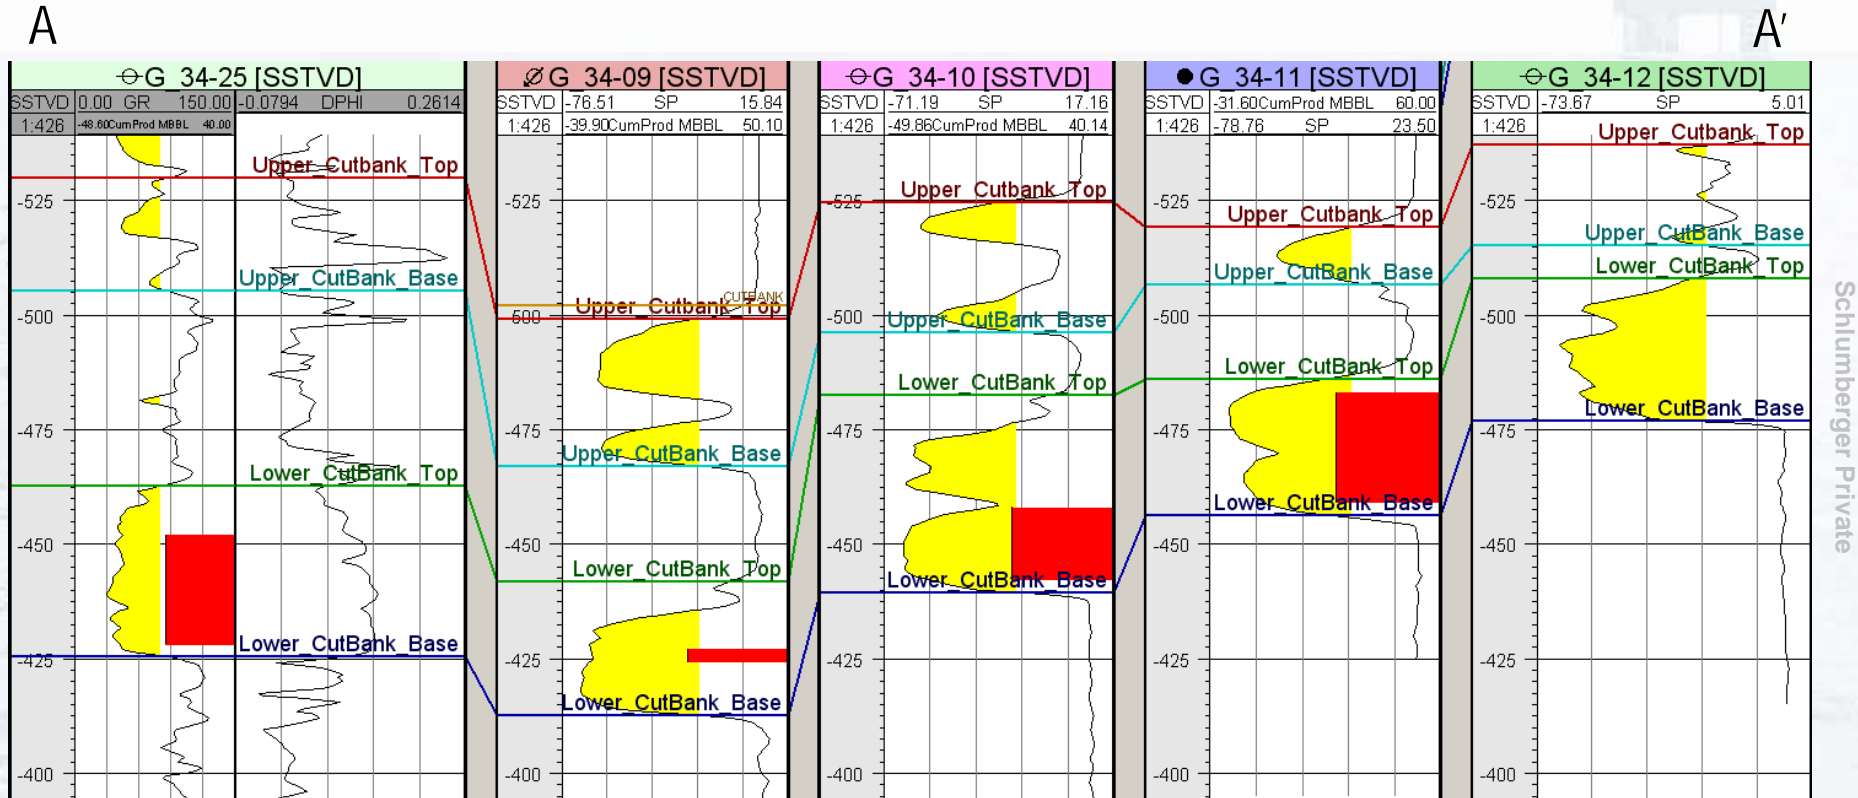 A
A′
G_34-25 [SSTVD]
SSTVD 0.00 GR 150.00 -0.0794 DPHI 0.2614
1:426 -48.60CumProd MBBL 40.00
Upper_Cutbank_Top
-525
Upper_CutBank_Base
-500
-475
Lower_CutBank_Top
-450
Lower_CutBank_Base
-425
-400
G_34-09 [SSTVD]
SSTVD -76.51 SP 15.84
1:426 -39.90CumProd MBBL 50.10
-525
CUTBANK
Upper_Cutbank_Top
-500
-475
Upper_CutBank_Base
-450
Lower_CutBank_Top
-425
Lower_CutBank_Base
-400
G_34-10 [SSTVD]
SSTVD -71.19 SP 17.16
1:426 -49.86CumProd MBBL 40.14
Upper_Cutbank_Top
-525
-500
Upper_CutBank_Base
Lower_CutBank_Top
-475
-450
Lower_CutBank_Base
-425
-400
G_34-11 [SSTVD]
SSTVD -31.60CumProd MBBL 60.00
1:426 -78.76 SP 23.50
-525
Upper_Cutbank_Top
Upper_CutBank_Base
-500
Lower_CutBank_Top
-475
Lower_CutBank_Base
-450
-425
-400
G_34-12 [SSTVD]
SSTVD -73.67 SP 5.01
1:426
Upper_Cutbank_Top
-525
Upper_CutBank_Base
Lower_CutBank_Top
-500
Lower_CutBank_Base
-475
-450
-425
-400
Schlumberger Private